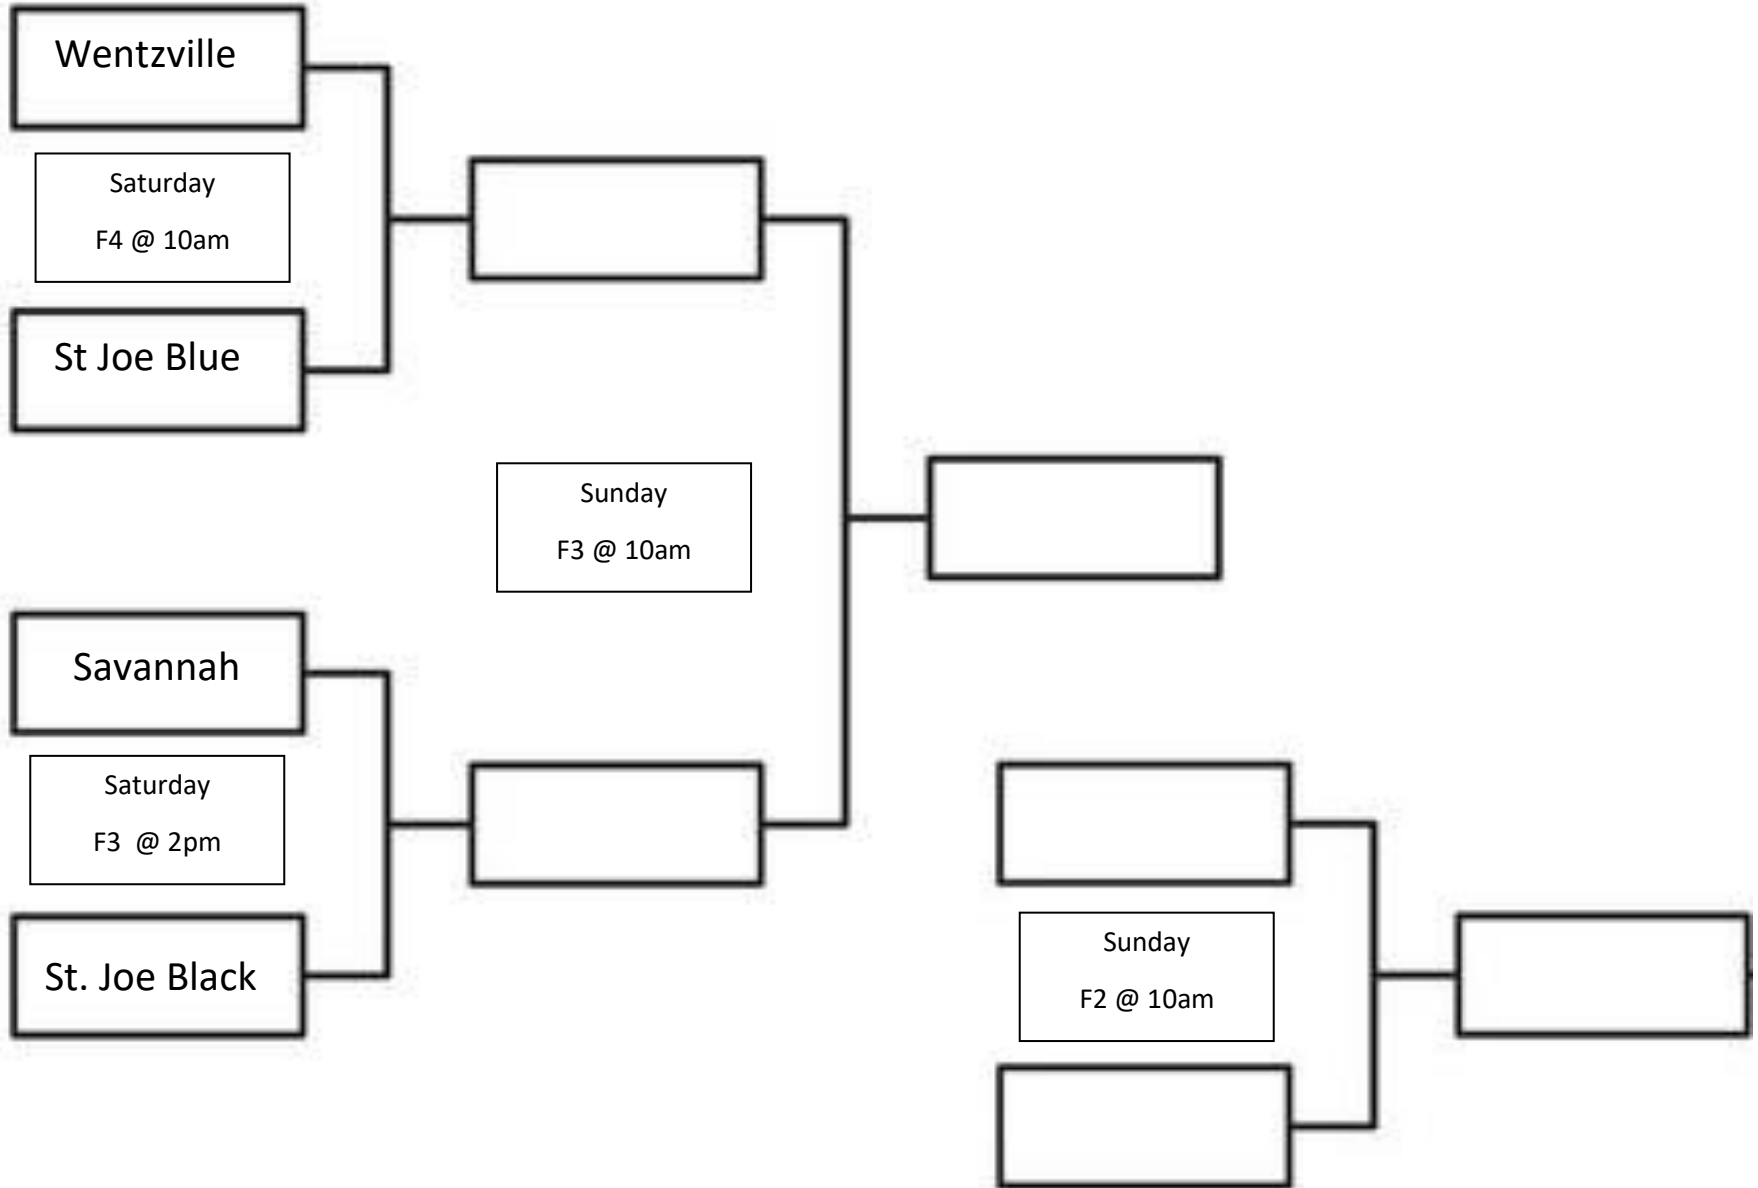 Wentzville
Saturday
F4 @ 10am
St Joe Blue
Sunday
F3 @ 10am
Savannah
Saturday
F3  @ 2pm
St. Joe Black
Sunday
F2 @ 10am